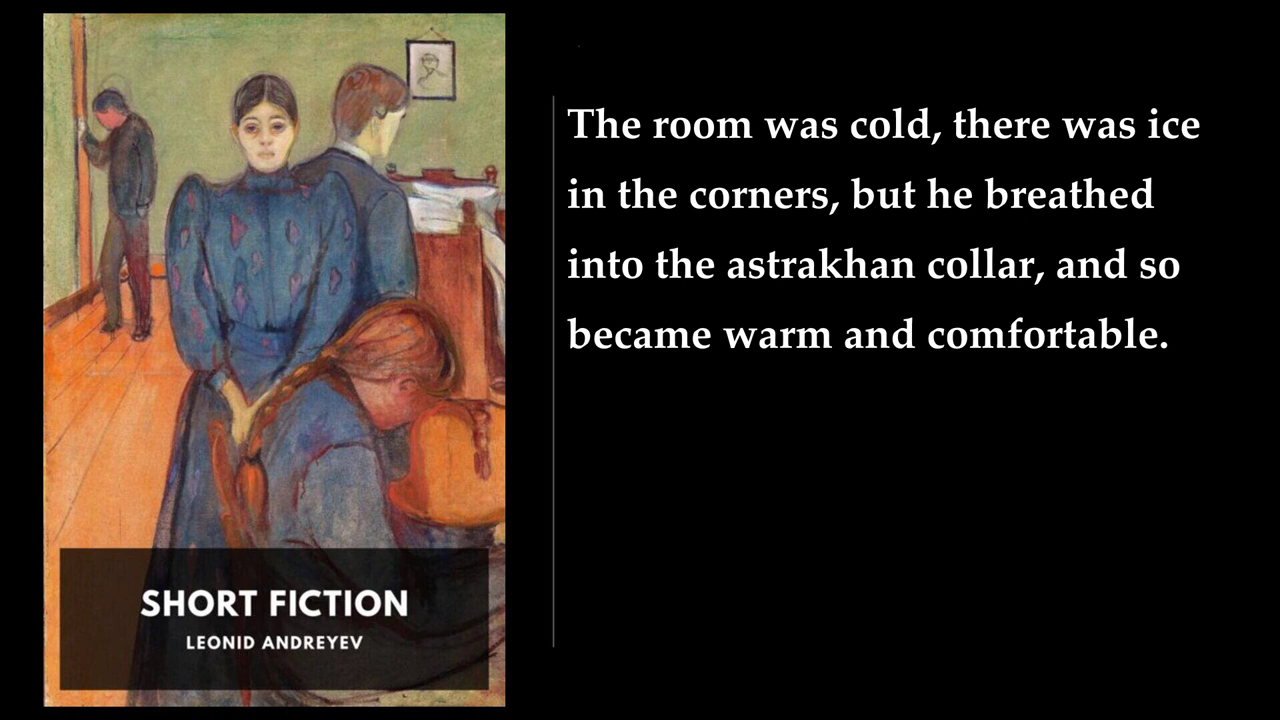 The room was cold, there was ice
in the corners, but he breathed
into the astrakhan collar, and so
became warm and comfortable.
SHORT FICTION
LEONID ANDREYEV